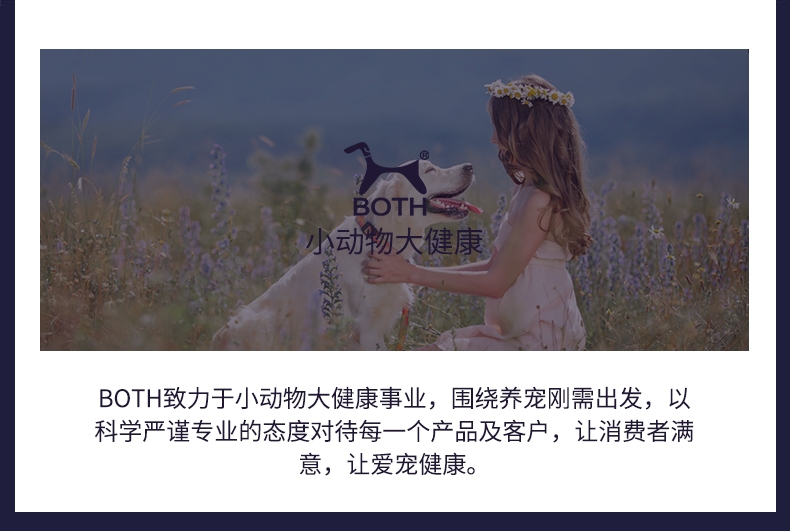 ®
BOTH
小动物大健康
BOTH致力于小动物大健康事业，围绕养宠刚需出发，以
科学严谨专业的态度对待每一个产品及客户，让消费者满
意，让爱宠健康。